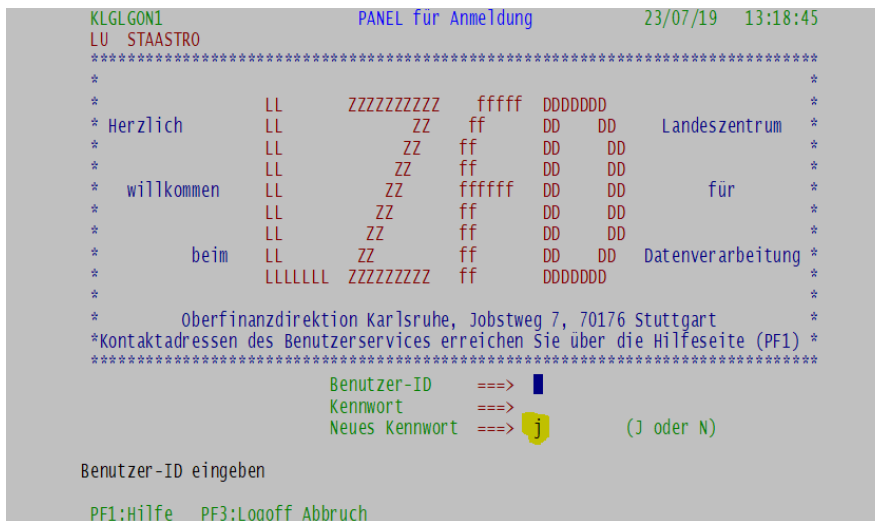 KLGLGON1 PANEL für Anmeldung 23/07/19 13:18:45
LU STAASTRO
*******************************************************************************
* *
* LL ZZZZZZZZZZ fffff DDDDDDD *
* Herzlich LL ZZ ff DD DD Landeszentrum *
* LL ZZ ff DD DD *
* LL ZZ ff DD DD *
* willkommen LL ZZ ffffff DD DD für *
* LL ZZ ff DD DD *
* LL ZZ ff DD DD *
* beim LL ZZ ff DD DD Datenverarbeitung *
* LLLLLLL ZZZZZZZZZ ff DDDDDDD *
* *
* Oberfinanzdirektion Karlsruhe, Jobstweg 7, 70176 Stuttgart *
*Kontaktadressen des Benutzerservices erreichen Sie über die Hilfeseite (PF1) *
*******************************************************************************
Benutzer-ID ===>
Kennwort ===>
Neues Kennwort ===> j (J oder N)
Benutzer-ID eingeben
PF1:Hilfe PF3:Logoff Abbruch